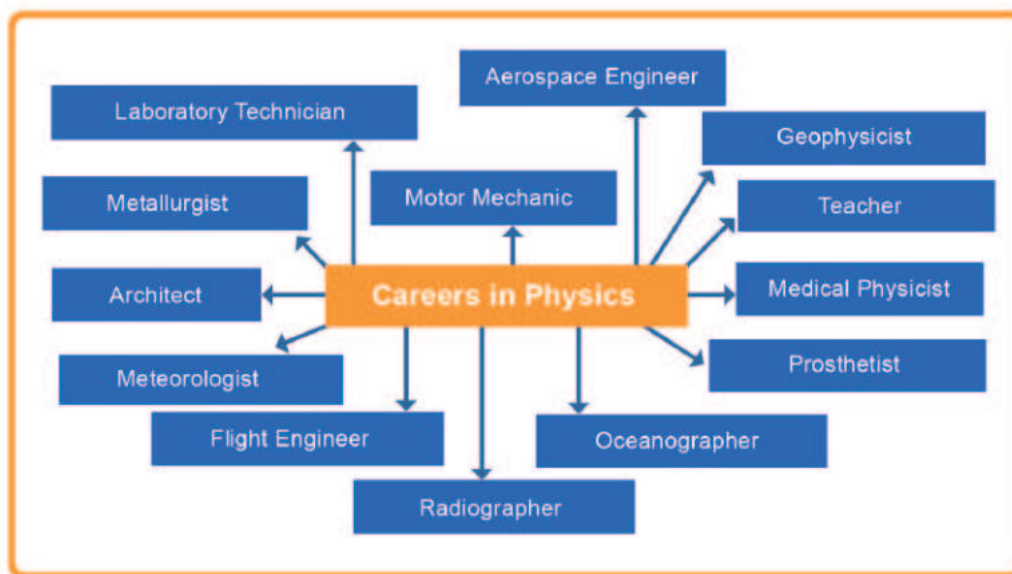 Aerospace Engineer
Laboratory Technician
Geophysicist
Metallurgist
Motor Mechanic
Teacher
Architect
Careers in Physics
Medical Physicist
Meteorologist
Prosthetist
Flight Engineer
Oceanographer
Radiographer